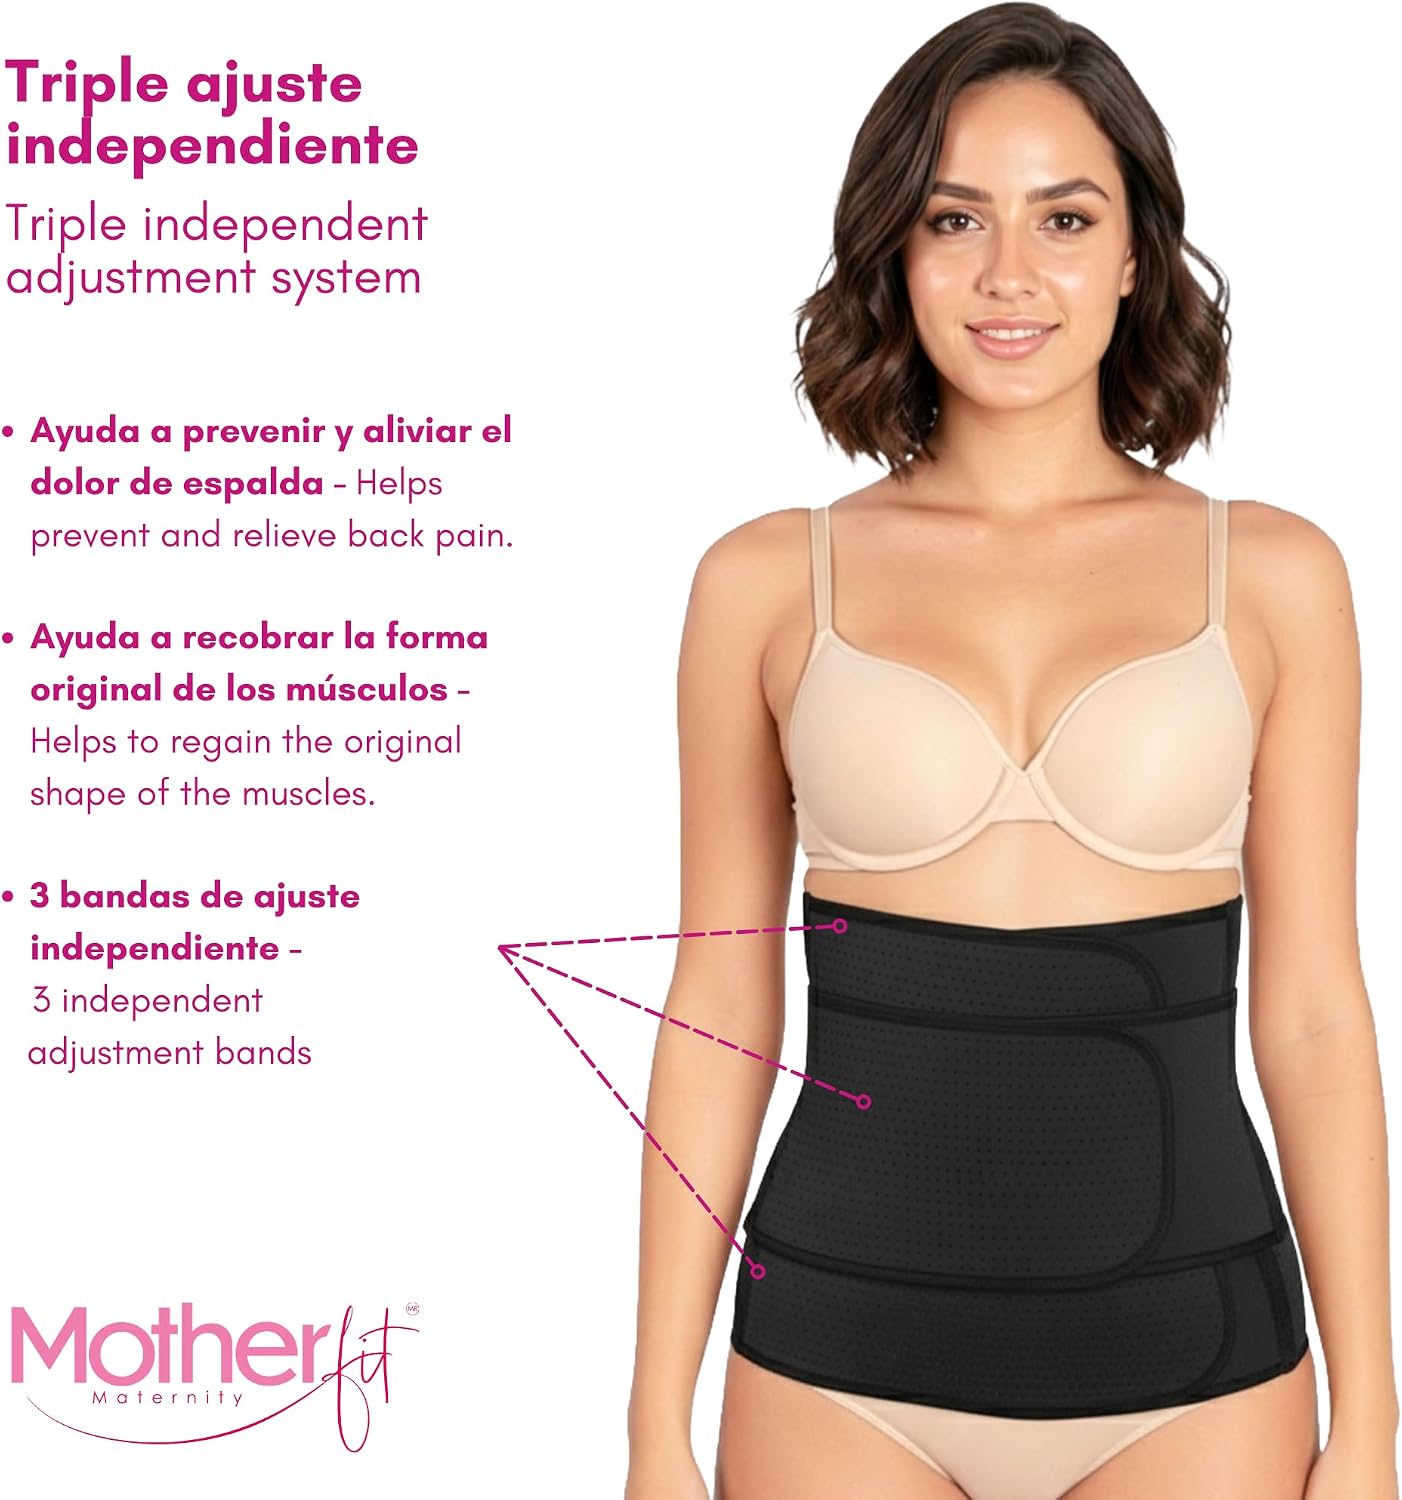 Triple ajuste
independiente
Triple independent
adjustment system
• Ayuda a prevenir y aliviar el
dolor de espalda - Helps
prevent and relieve back pain.
• Ayuda a recobrar la forma
original de los músculos -
Helps to regain the original
shape of the muscles.
• 3 bandas de ajuste
independiente -
3 independent
adjustment bands
Motherfit MR
Maternity